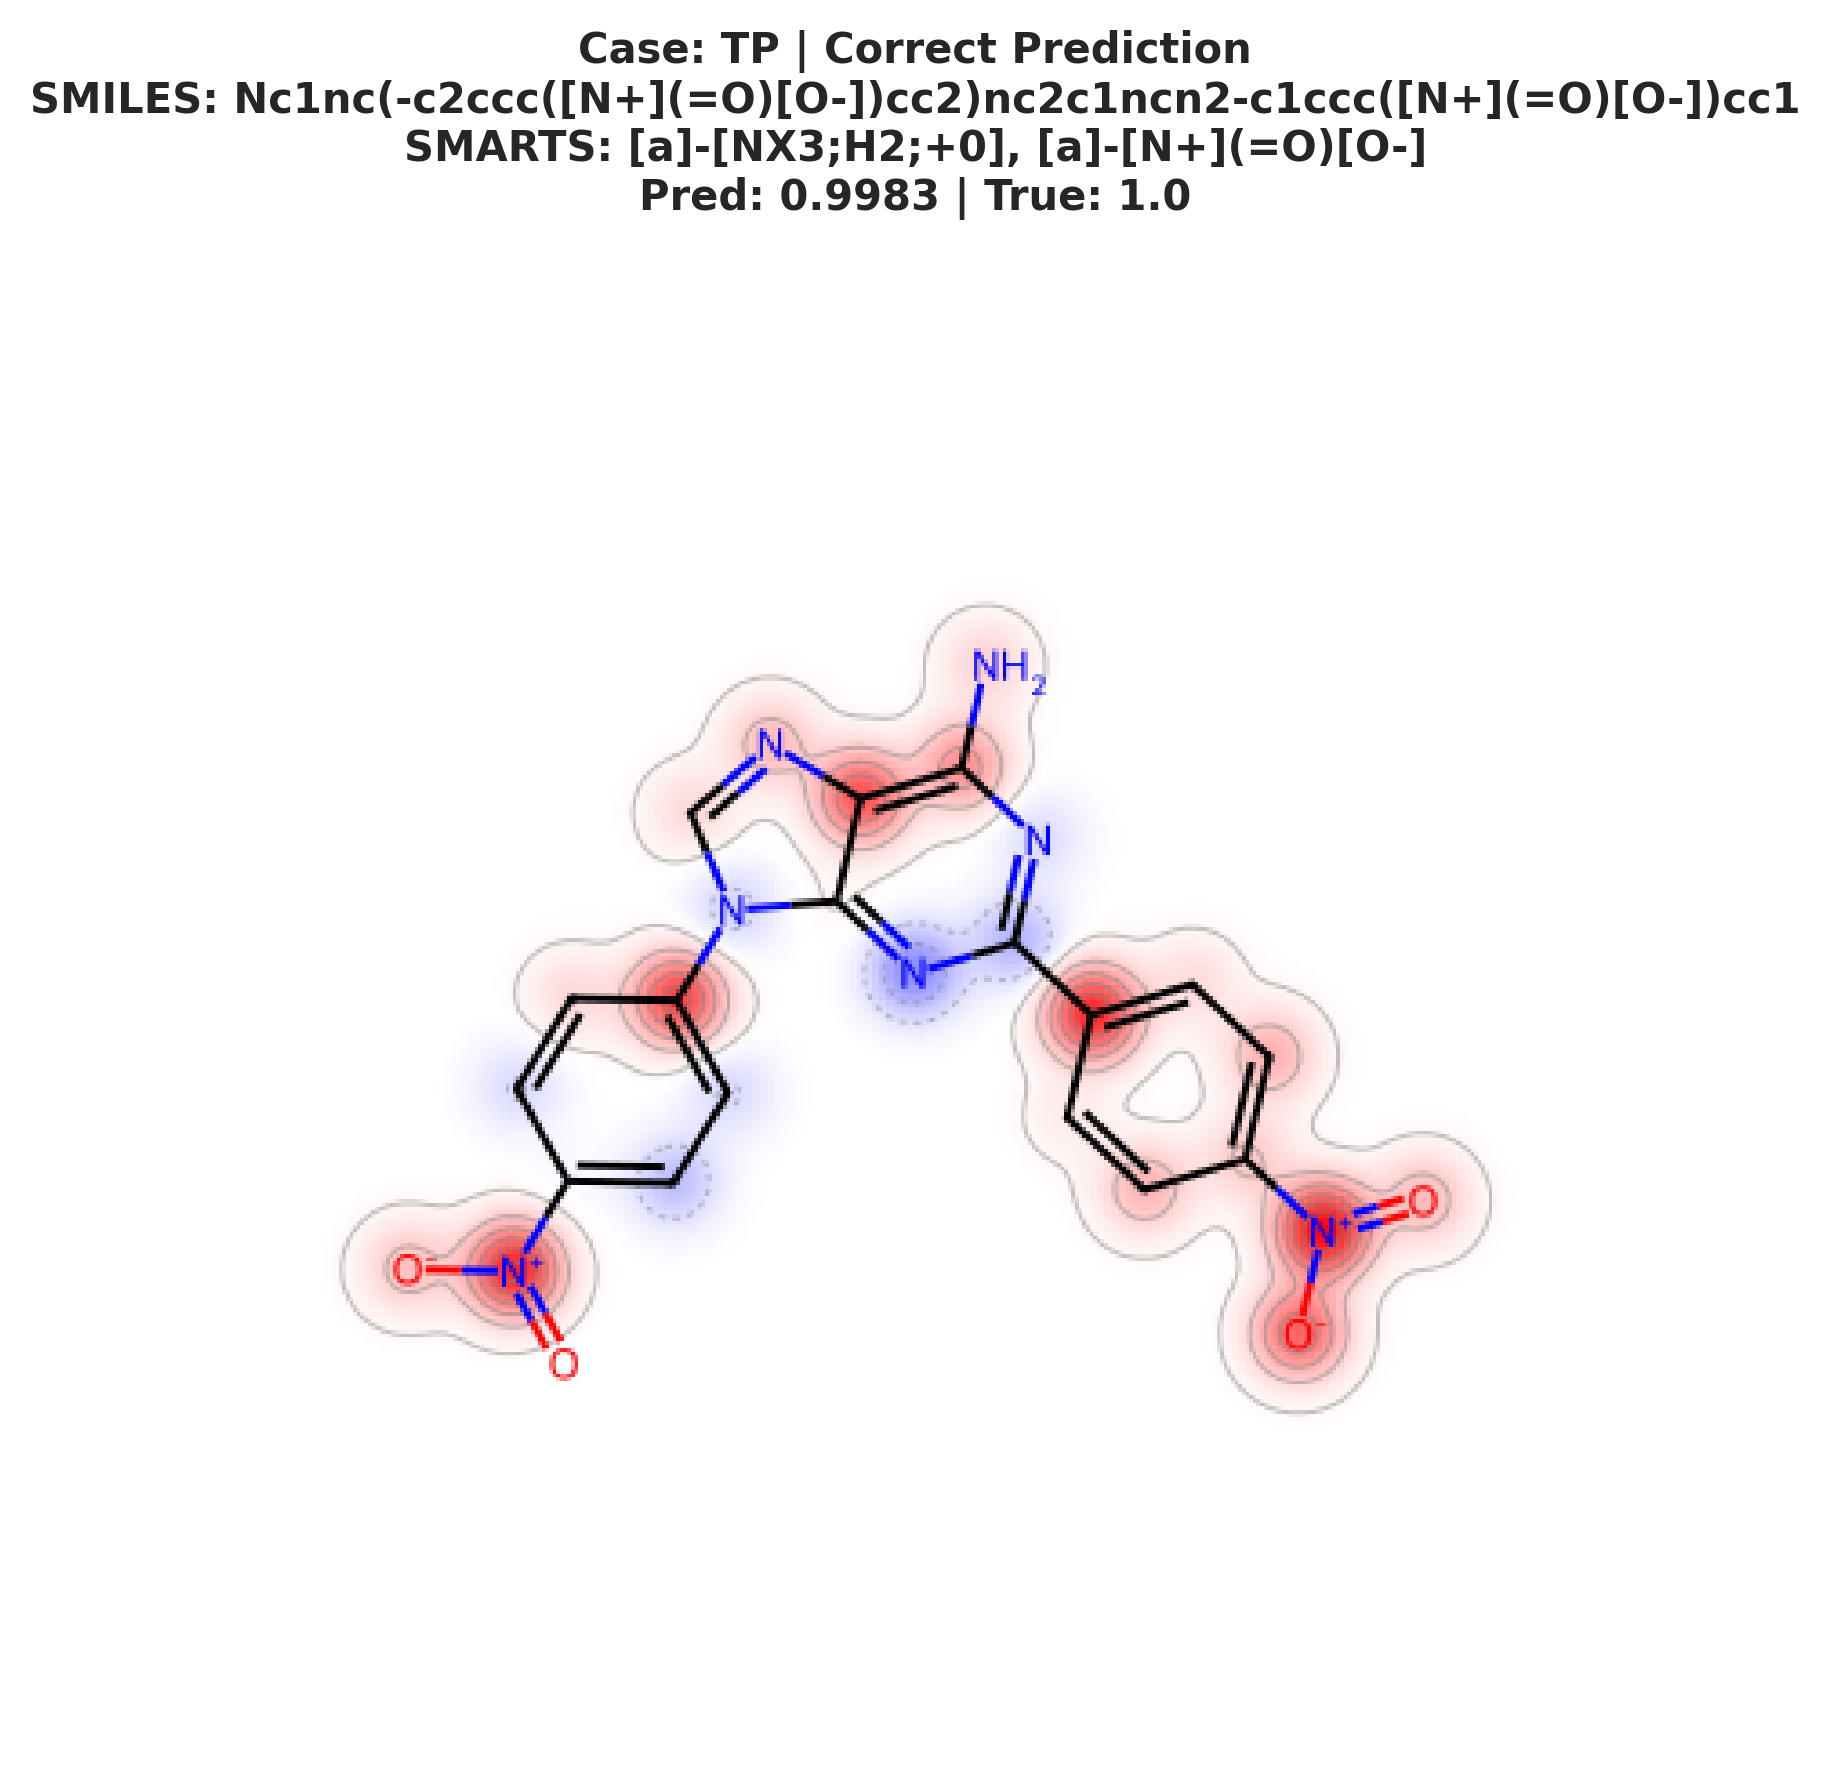 Case: TP | Correct Prediction
SMILES: Nc1nc(-c2ccc([N+](=O)[O-])cc2)nc2c1ncn2-c1ccc([N+](=O)[O-])cc1
SMARTS: [a]-[NX3;H2;+0], [a]-[N+](=O)[O-]
Pred: 0.9983 | True: 1.0
NH2
N
N
N
N
O
N+
O-
O-
N+
O